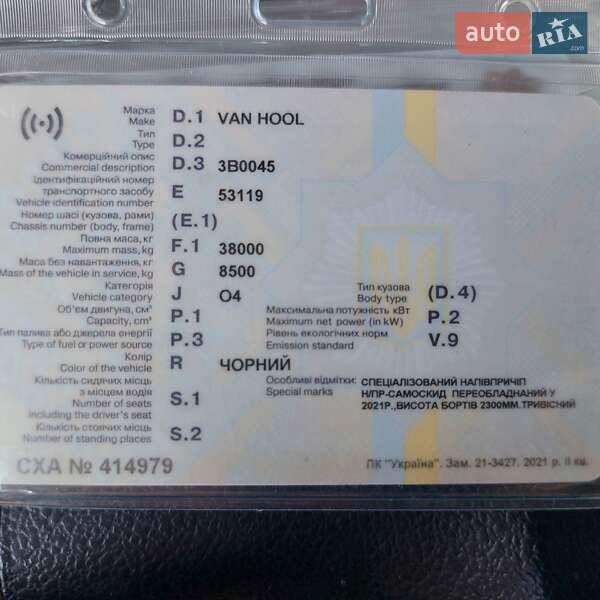 auto RIA .com
Марка
Make D.1 VAN HOOL
Тип
Type D.2
Комерційний опис
Commercial description D.3 3B0045
Ідентифікаційний номер
транспортного засобу
Vehicle identification number E 53119
Номер шасі (кузова, рами)
Chassis number (body, frame) (E.1)
Повна маса, кг
Maximum mass, kg F.1 38000
Маса без навантаження, кг
Mass of the vehicle in service, kg G 8500
Категорія
Vehicle category J O4
Тип кузова
Body type (D.4)
Об'єм двигуна, см³
Capacity, cm³ P.1
Максимальна потужність кВт
Maximum net power (in kW) P.2
Тип палива або джерела енергії
Type of fuel or power source P.3
Рівень екологічних норм
Emission standard V.9
Колір
Color of the vehicle R ЧОРНИЙ
Кількість сидячих місць
з місцем водія
Number of seats
including the driver's seat S.1
Особливі відмітки:
Special marks
СПЕЦІАЛІЗОВАНИЙ НАПІВПРИЧІП
Н/ПР-САМОСКИД ПЕРЕОБЛАДНАНИЙ У
2021Р.,ВИСОТА БОРТІВ 2300ММ.ТРИВІСНИЙ
Кількість стоячих місць
Number of standing places S.2
СХА № 414979
ПК "Україна". Зам. 21-3427. 2021 р. II кв.